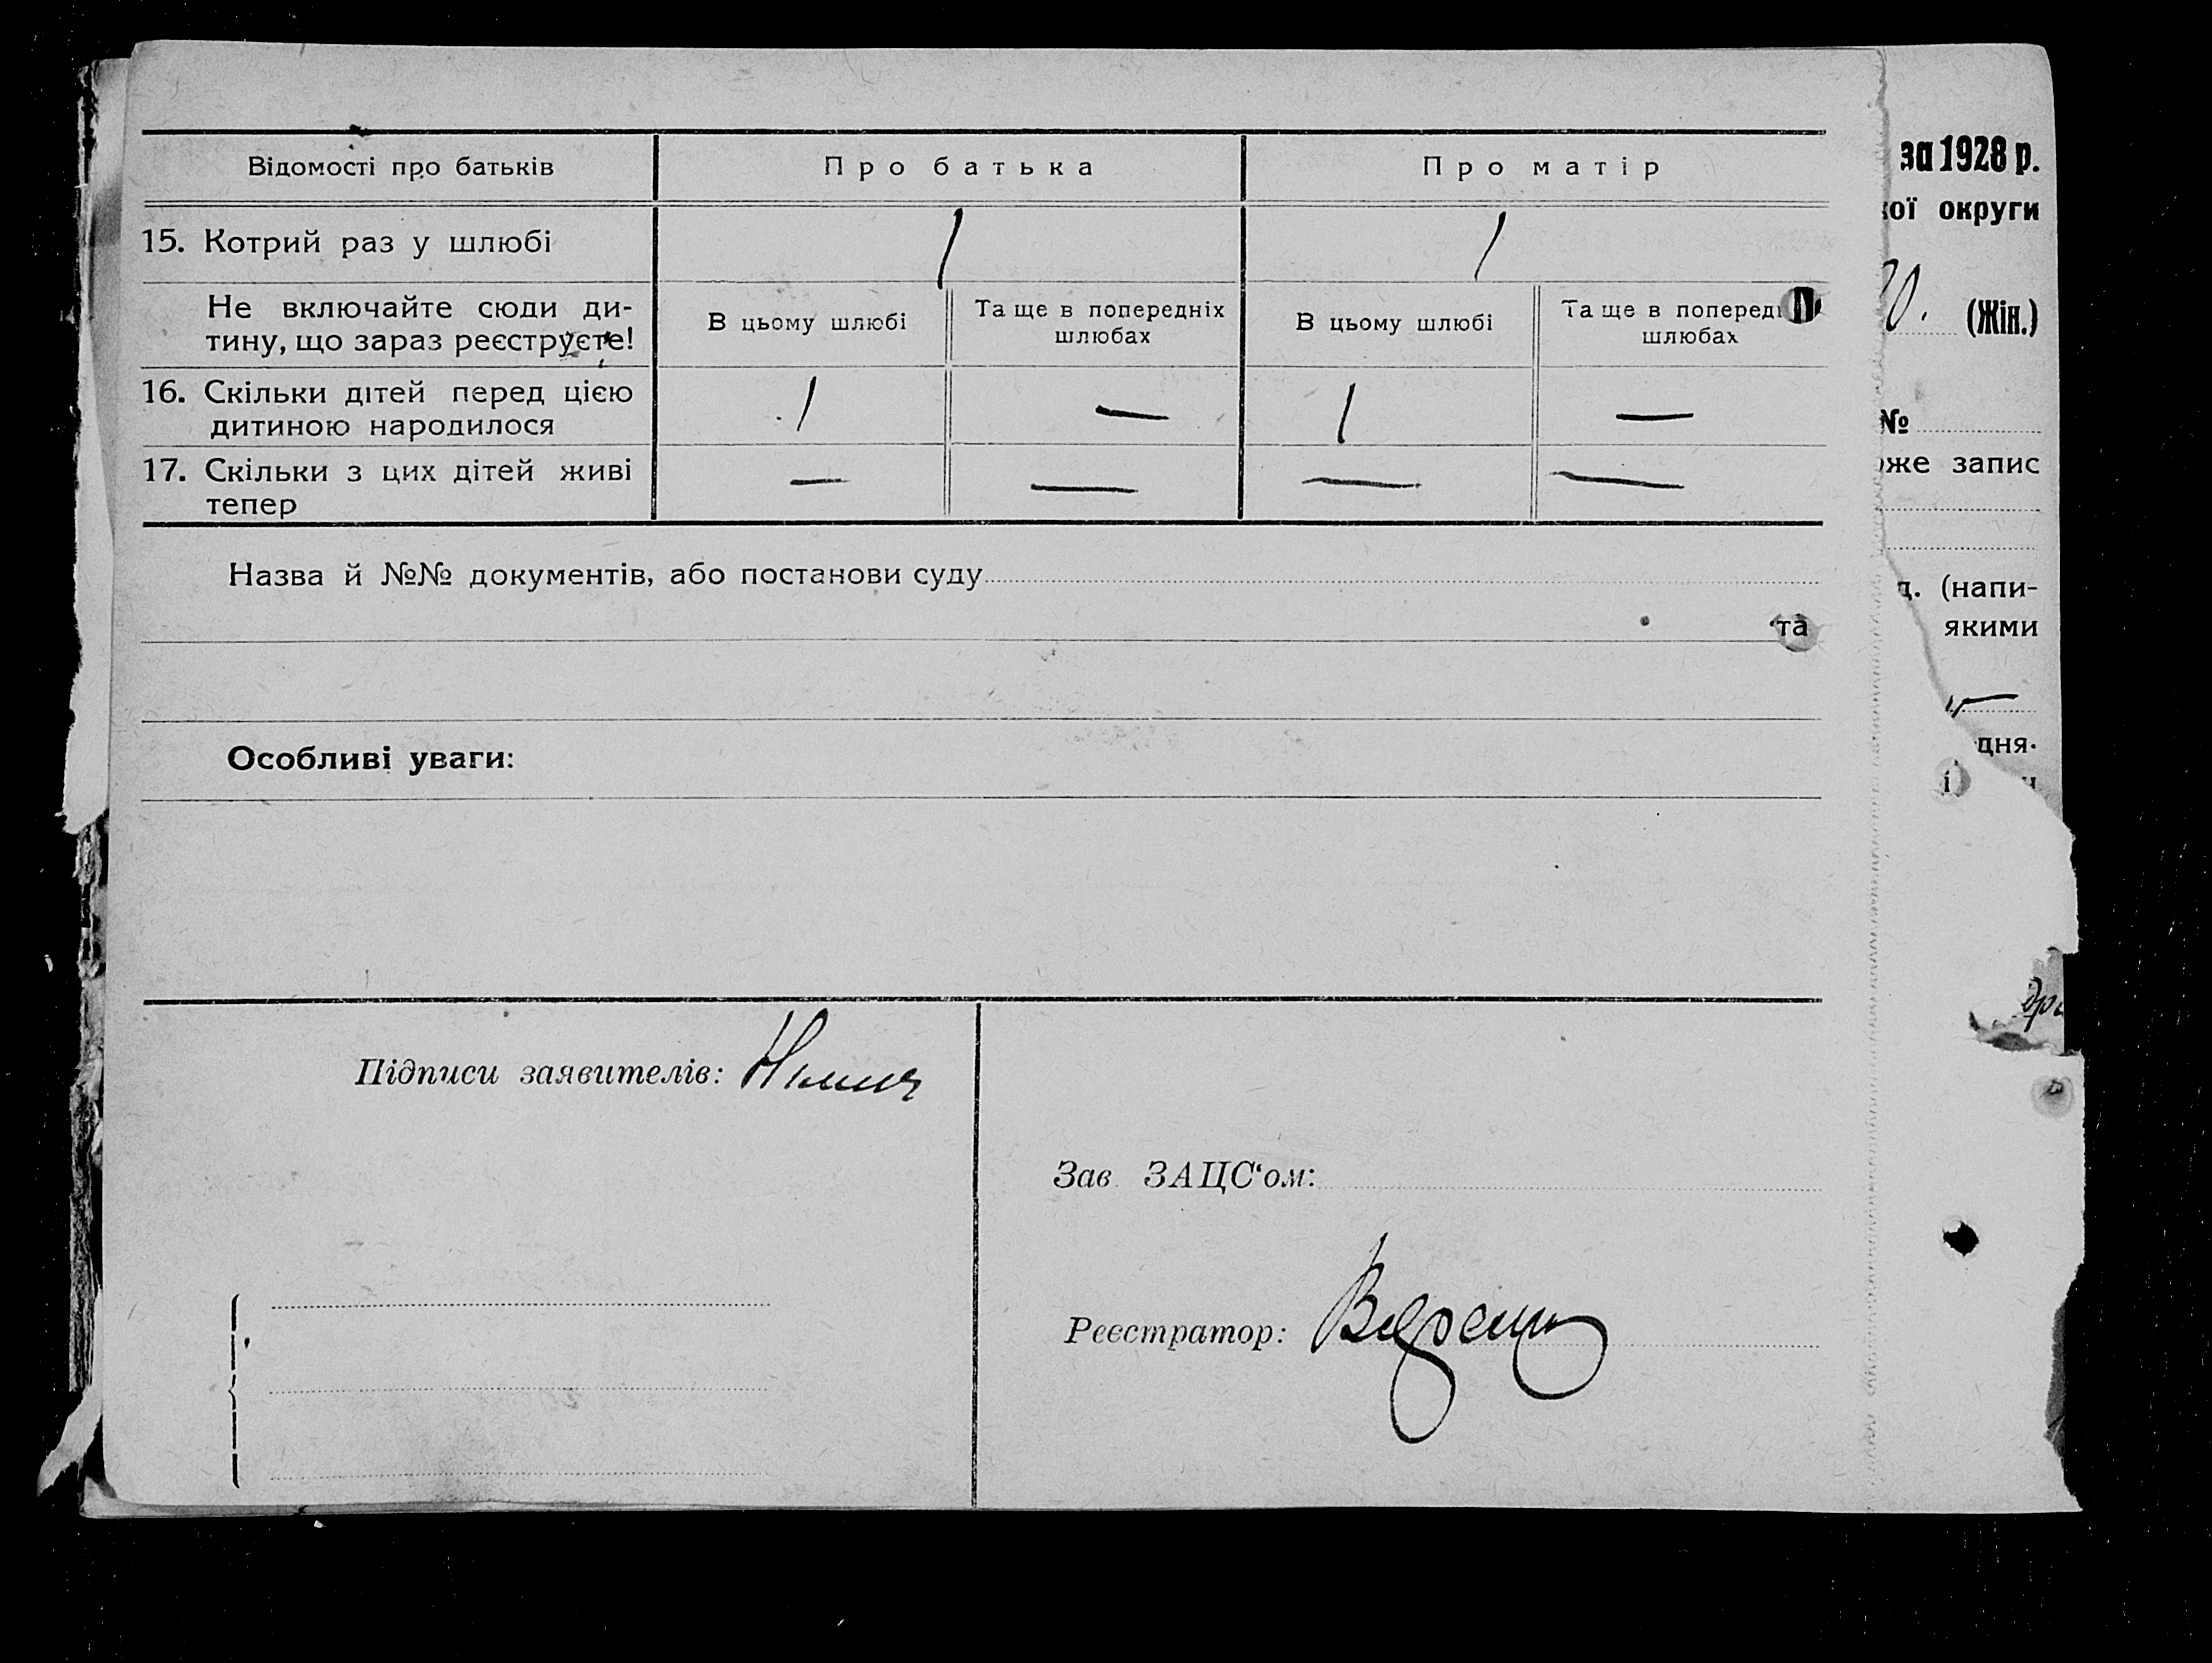 Відомості про батьків
Про батька
Про матір
15. Котрий раз у шлюбі
1
1
Не включайте сюди ди-
тину, що зараз реєструєте!
В цьому шлюбі
Та ще в попередніх
шлюбах
В цьому шлюбі
Та ще в поперед
шлюбах
16. Скільки дітей перед цією
дитиною народилося
1
—
1
—
17. Скільки з цих дітей живі
тепер
—
—
—
—
Назва й №№ документів, або постанови суду
та
Особливі уваги:
Підписи заявителів:
Зав. ЗАЦС‘ом:
Реєстратор:
за 1928 р.
кої округи
(Жін.)
№
оже запис
д. (напи-
якими
дня.
і